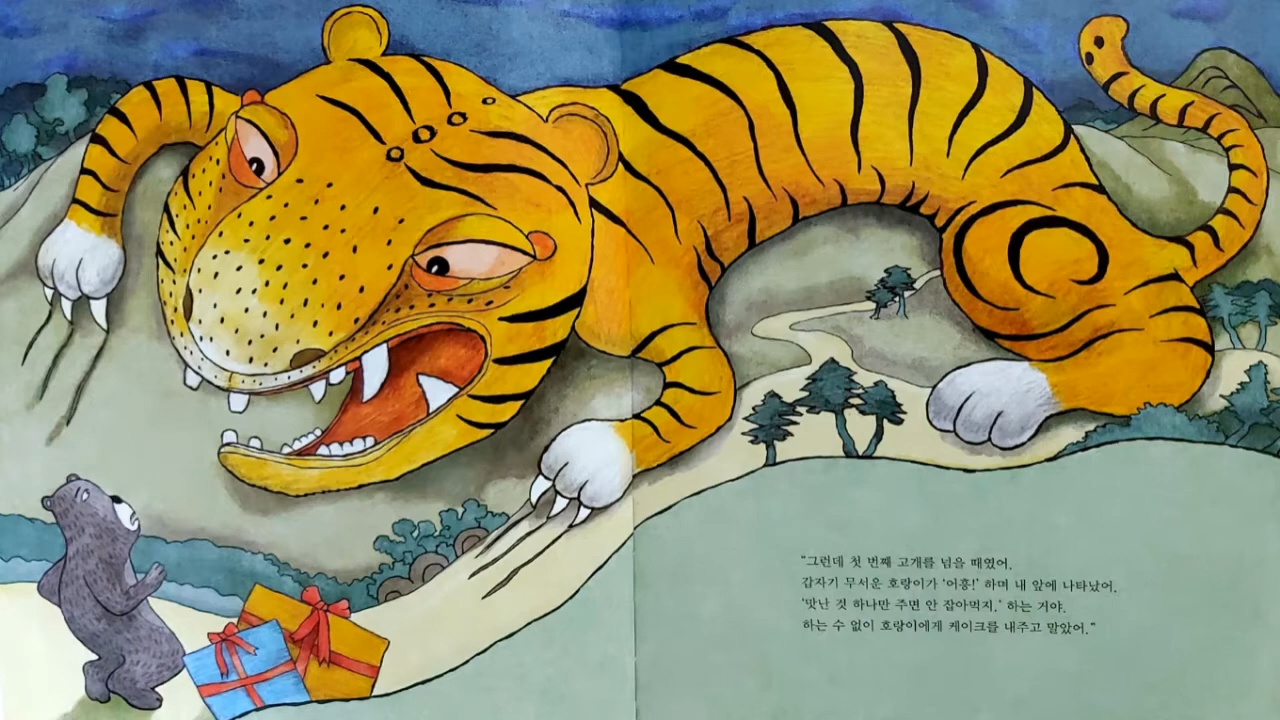 "그런데 첫 번째 고개를 넘을 때였어.
갑자기 무서운 호랑이가 '어흥!' 하며 내 앞에 나타났어.
'맛난 것 하나만 주면 안 잡아먹지.' 하는 거야.
하는 수 없이 호랑이에게 케이크를 내주고 말았어."